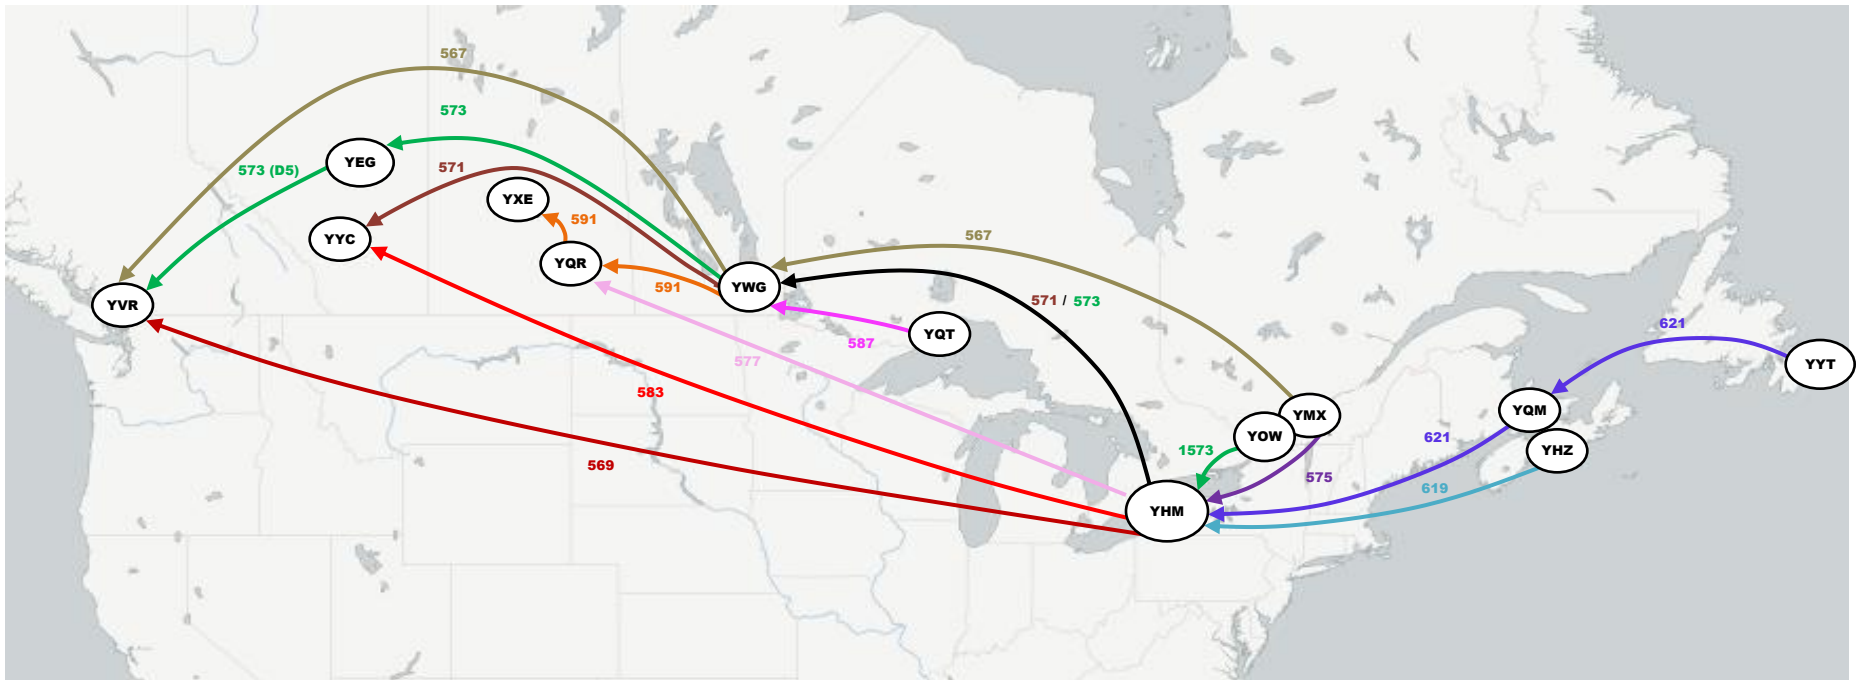 567
573
YEG
573 (D5)
571
YXE
591
YYC
567
YQR
591
YWG
571 / 573
YVR
621
YQT
587
577
YYT
583
YQM
YMX
YOW
621
YHZ
1573
569
575
619
YHM